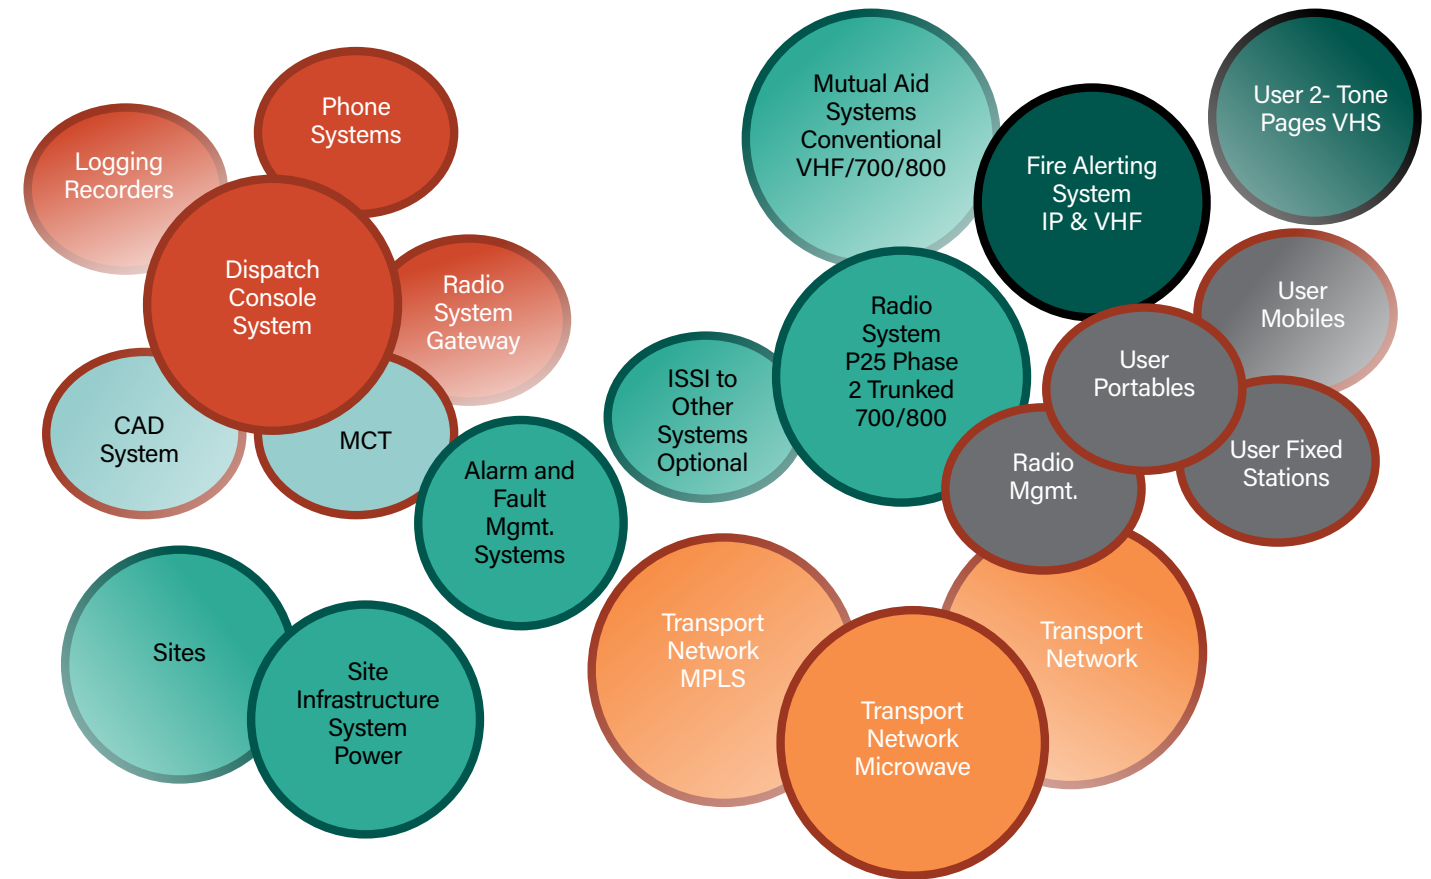 Phone
Systems
Logging
Recorders
Dispatch
Console
System
Radio
System
Gateway
CAD
System
MCT
Alarm and
Fault
Mgmt.
Systems
Sites
Site
Infrastructure
System
Power
Mutual Aid
Systems
Conventional
VHF/700/800
Fire Alerting
System
IP & VHF
User 2- Tone
Pages VHS
Radio
System
P25 Phase
2 Trunked
700/800
ISSI to
Other
Systems
Optional
User
Mobiles
User
Portables
User Fixed
Stations
Radio
Mgmt.
Transport
Network
MPLS
Transport
Network
Microwave
Transport
Network